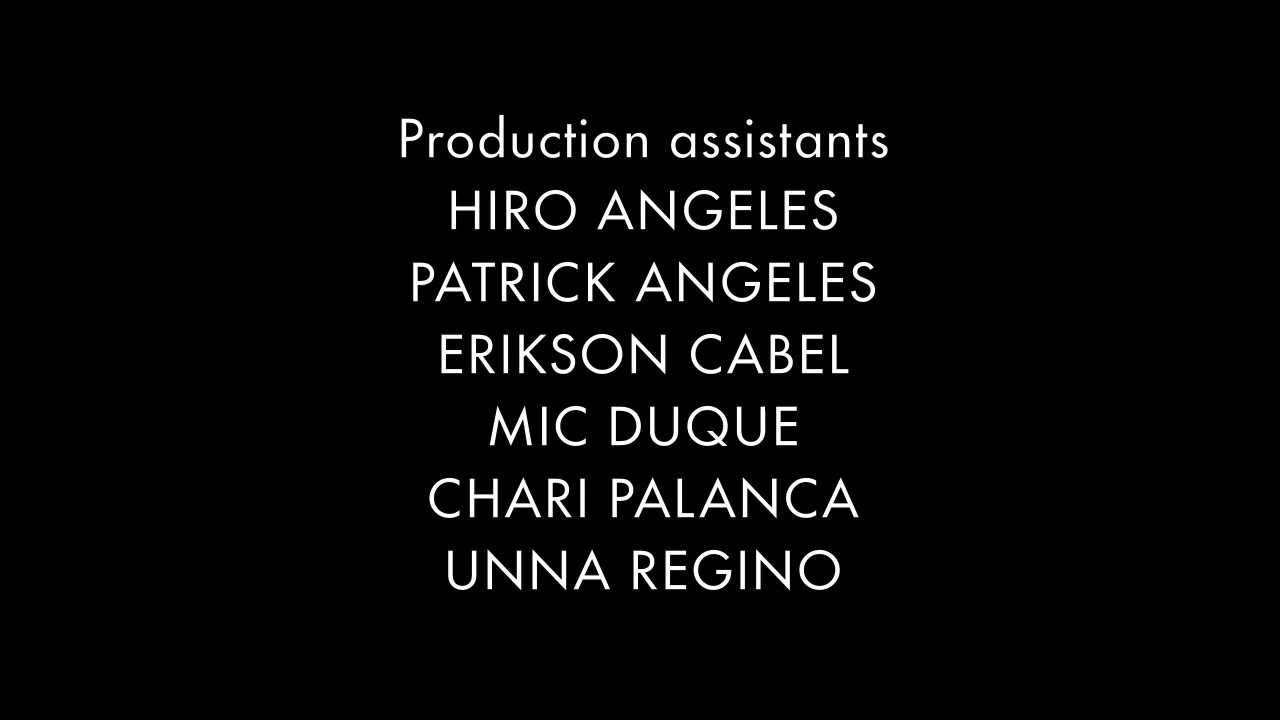 Production assistants
HIRO ANGELES
PATRICK ANGELES
ERIKSON CABEL
MIC DUQUE
CHARI PALANCA
UNNA REGINO